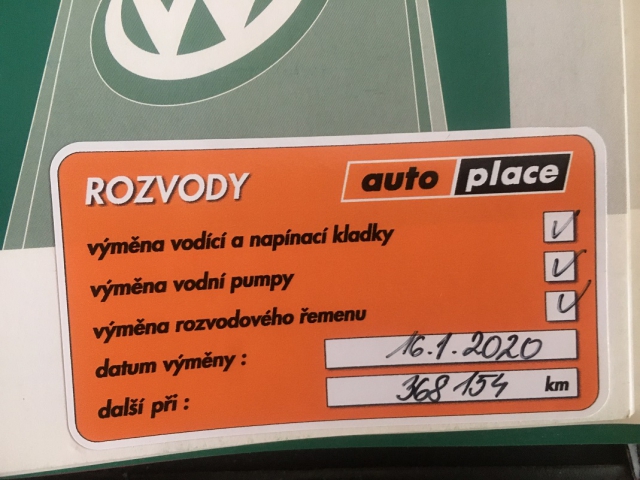 ROZVODY
auto place
výměna vodící a napínací kladky
výměna vodní pumpy
výměna rozvodového řemenu
datum výměny : 16.1.2020
další při : 368 154 km